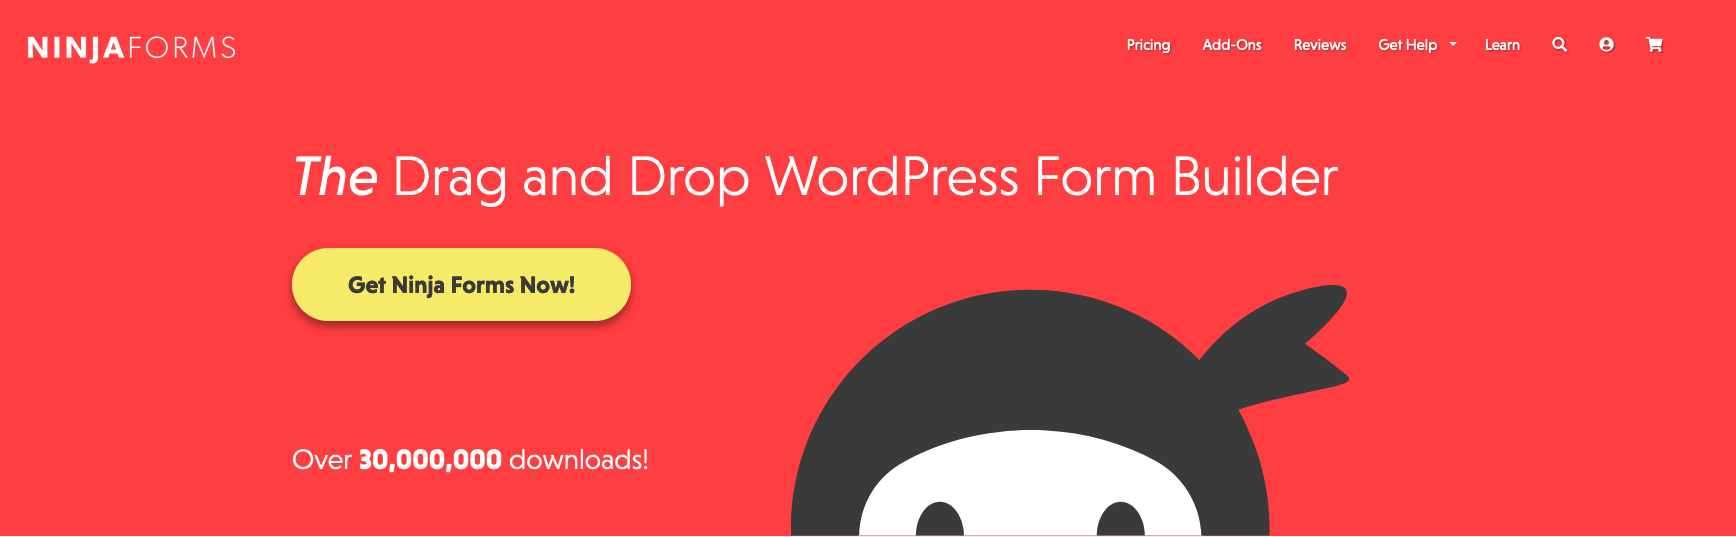 NINJAFORMS
Pricing Add-Ons Reviews Get Help Learn
The Drag and Drop WordPress Form Builder
Get Ninja Forms Now!
Over 30,000,000 downloads!